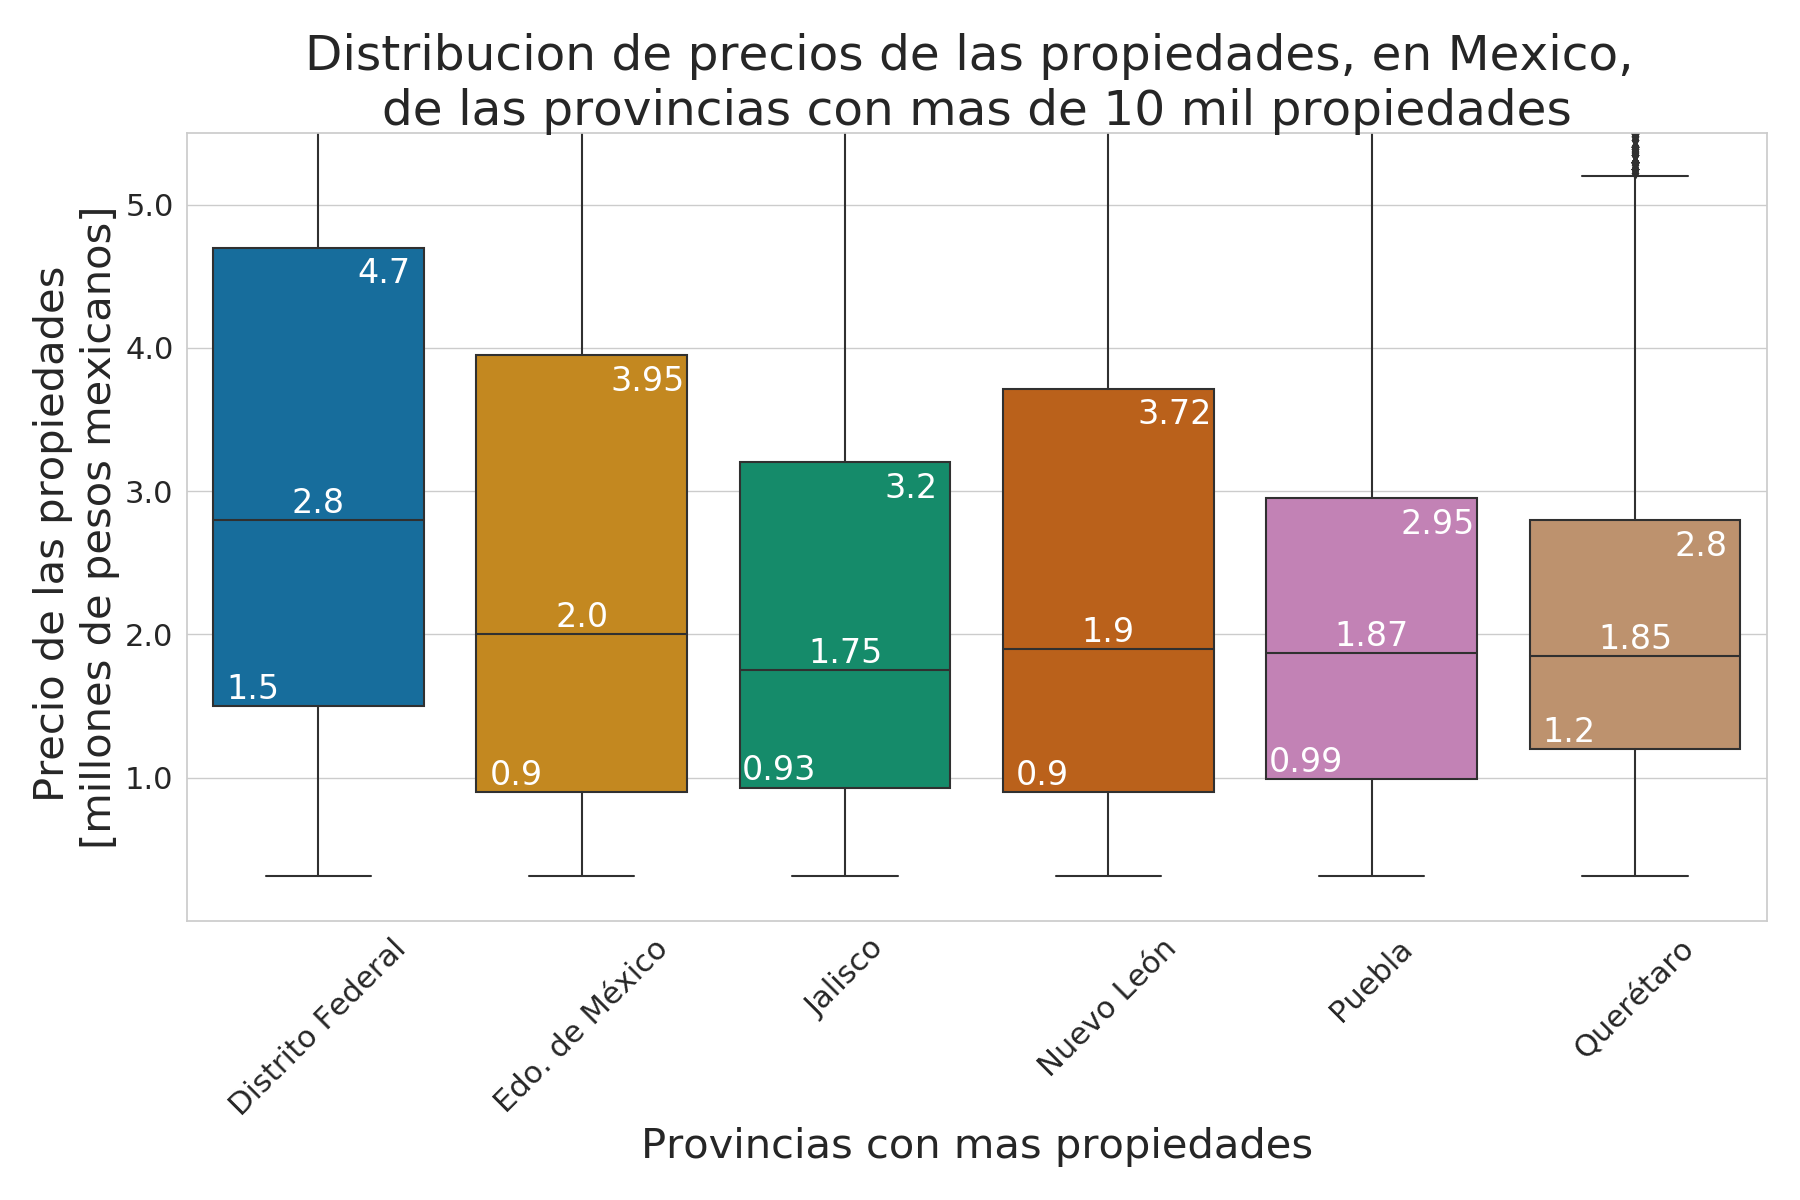 Distribucion de precios de las propiedades, en Mexico,
de las provincias con mas de 10 mil propiedades
Precio de las propiedades
[millones de pesos mexicanos]
5.0
4.0
3.0
2.0
1.0
4.7
2.8
1.5
3.95
2.0
0.9
3.2
1.75
0.93
3.72
1.9
0.9
2.95
1.87
0.99
2.8
1.85
1.2
Distrito Federal
Edo. de México
Jalisco
Nuevo León
Puebla
Querétaro
Provincias con mas propiedades